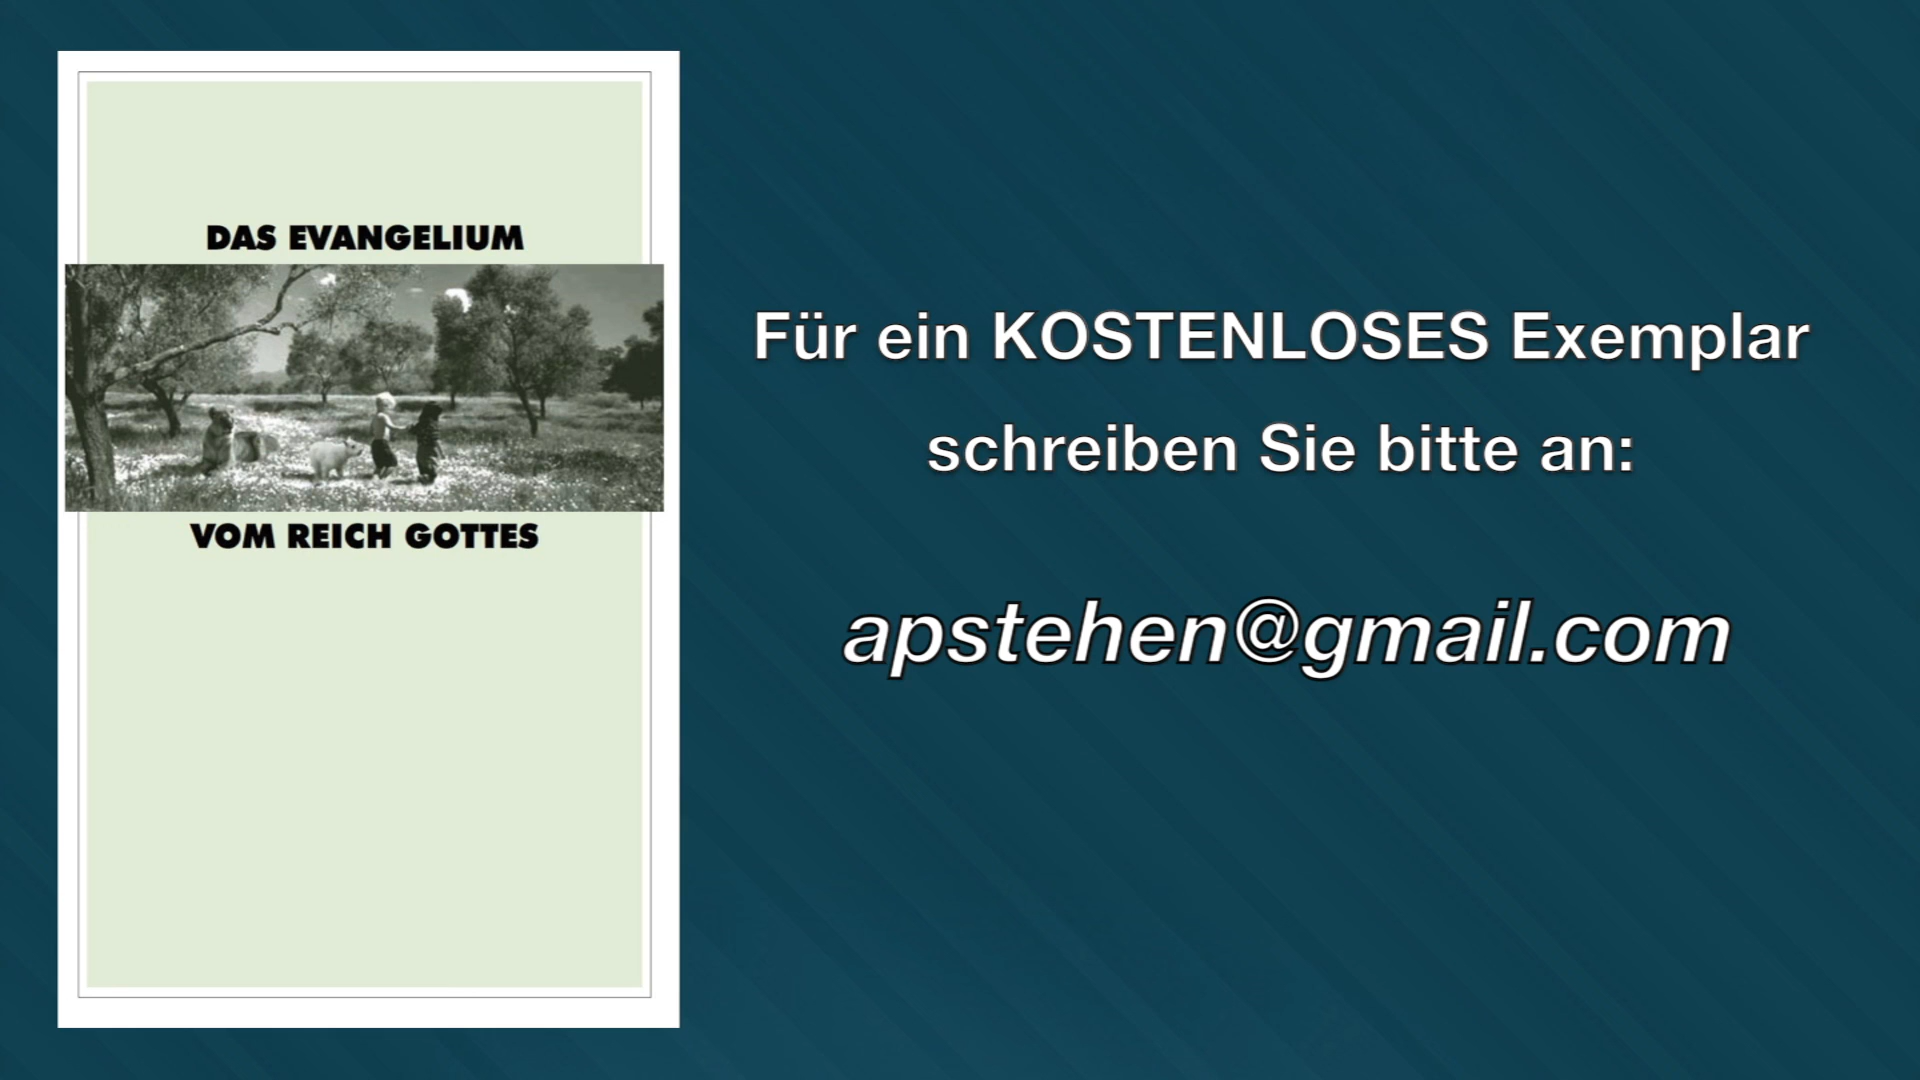 DAS EVANGELIUM
VOM REICH GOTTES
Für ein KOSTENLOSES Exemplar
schreiben Sie bitte an:
apstehen@gmail.com